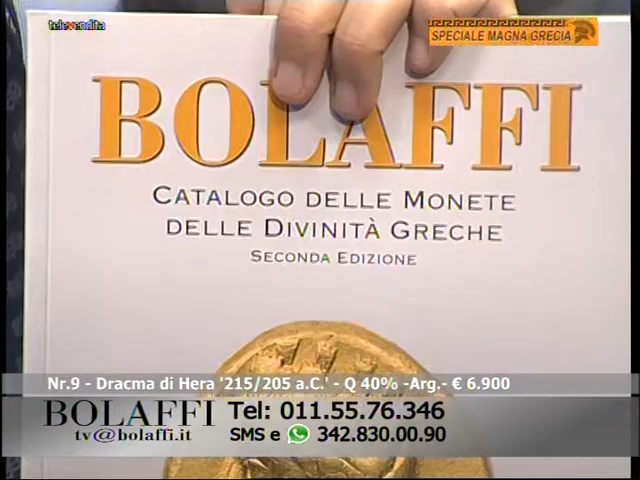 televendita
SPECIALE MAGNA GRECIA
BOLAFFI
CATALOGO DELLE MONETE
DELLE DIVINITÀ GRECHE
SECONDA EDIZIONE
Nr.9 - Dracma di Hera '215/205 a.C.' - Q 40% -Arg.- € 6.900
BOLAFFI Tel: 011.55.76.346
tv@bolaffi.it SMS e 342.830.00.90